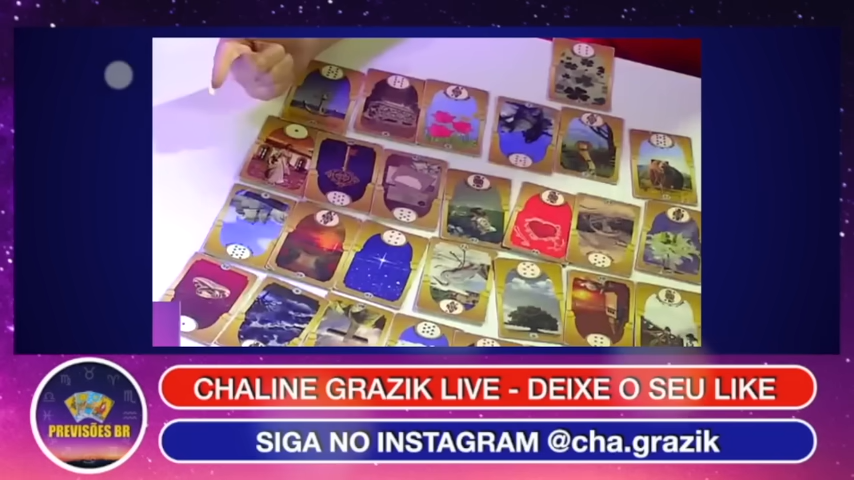 CHALINE GRAZIK LIVE - DEIXE O SEU LIKE
PREVISÕES BR
SIGA NO INSTAGRAM @cha.grazik